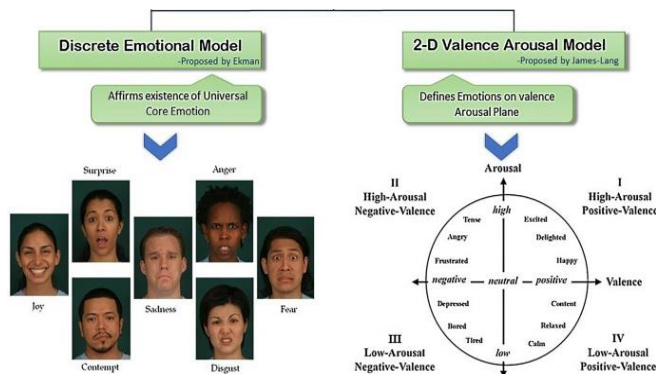 Discrete Emotional Model
-Proposed by Ekman
2-D Valence Arousal Model
-Proposed by James-Lang
Affirms existence of Universal
Core Emotion
Defines Emotions on valence
Arousal Plane
Surprise
Anger
Joy
Sadness
Fear
Contempt
Disgust
Arousal
II
High-Arousal
Negative-Valence
I
High-Arousal
Positive-Valence
high
Tense
Excited
Angry
Delighted
Frustrated
Happy
negative
neutral
positive
Valence
Depressed
Content
Bored
Relaxed
Tired
Calm
low
III
Low-Arousal
Negative-Valence
IV
Low-Arousal
Positive-Valence